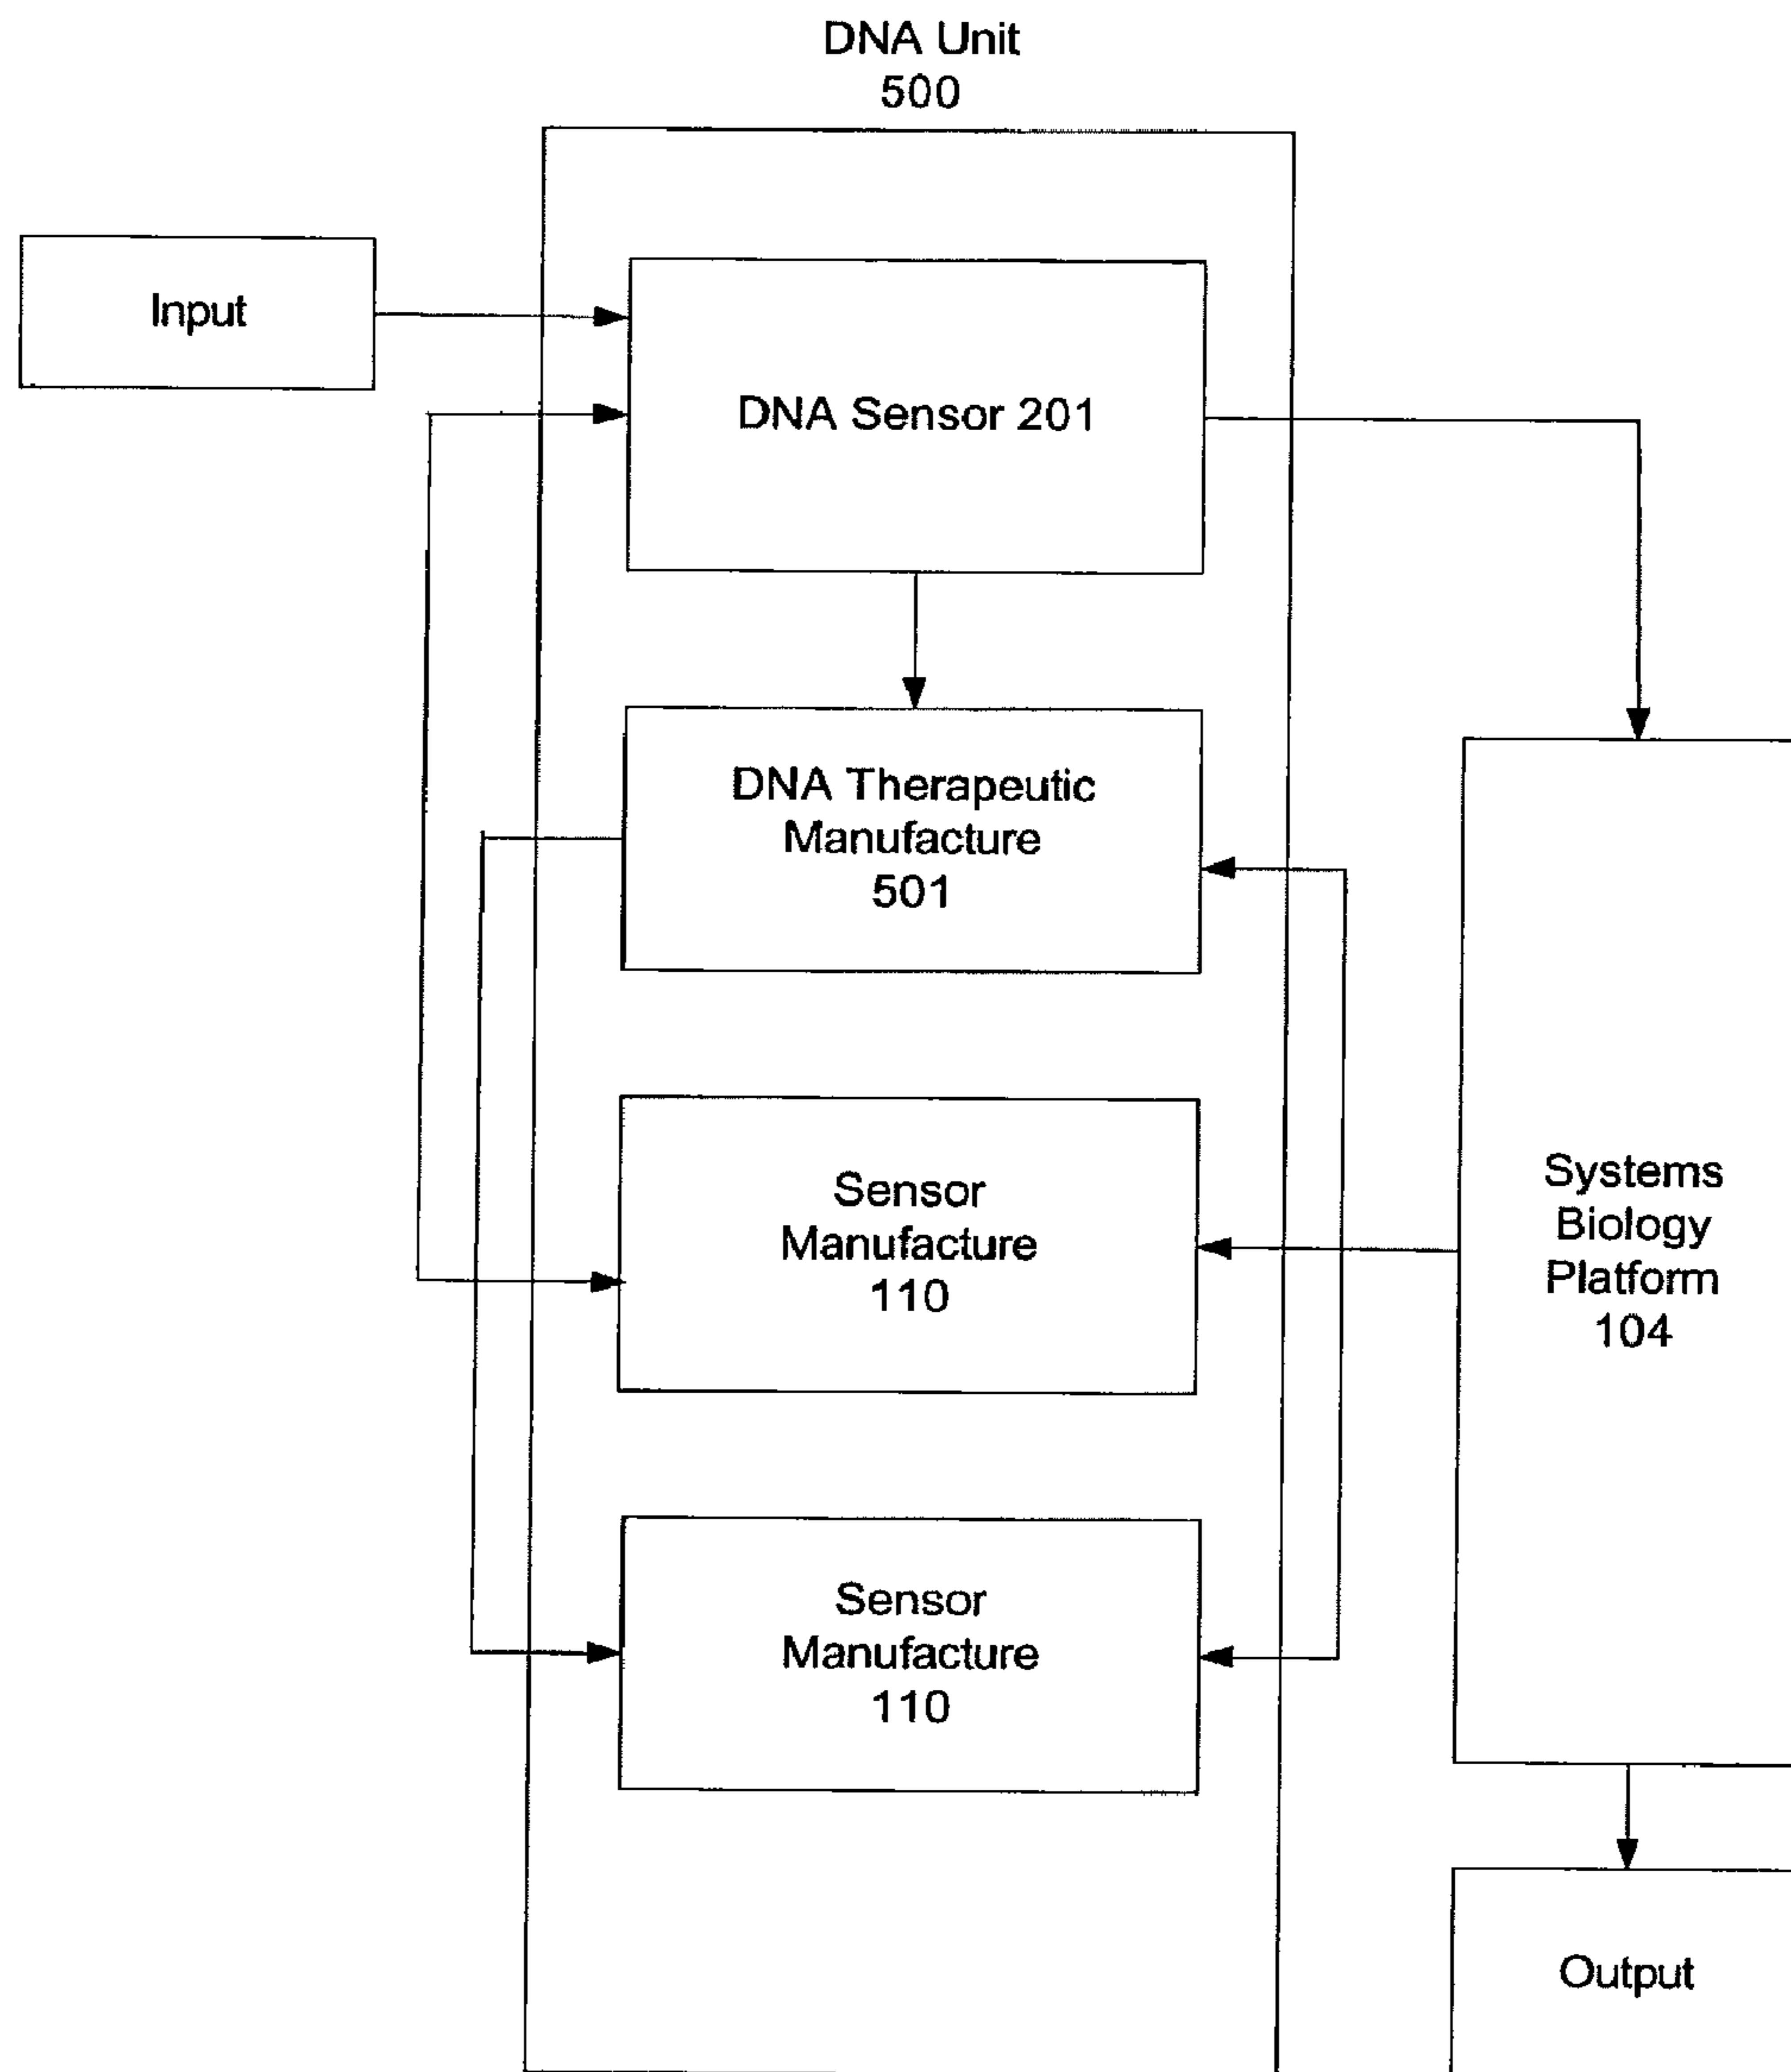 DNA Unit
500
Input
DNA Sensor 201
DNA Therapeutic
Manufacture
501
Sensor
Manufacture
110
Systems
Biology
Platform
104
Sensor
Manufacture
110
Output